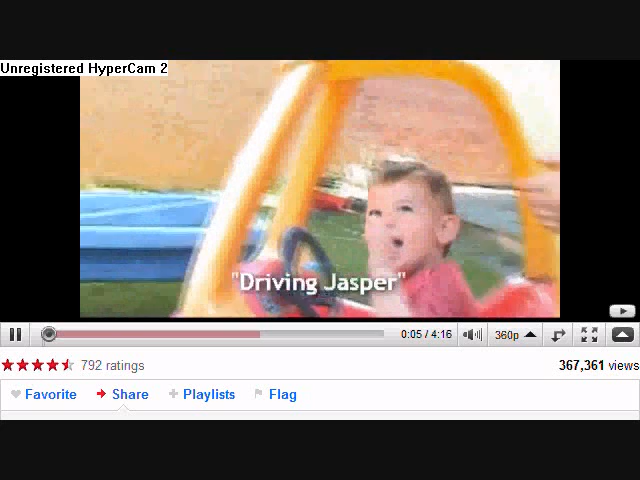 Unregistered HyperCam 2
"Driving Jasper"
0:05 / 4:16 360p
792 ratings 367,361 views
Favorite Share Playlists Flag